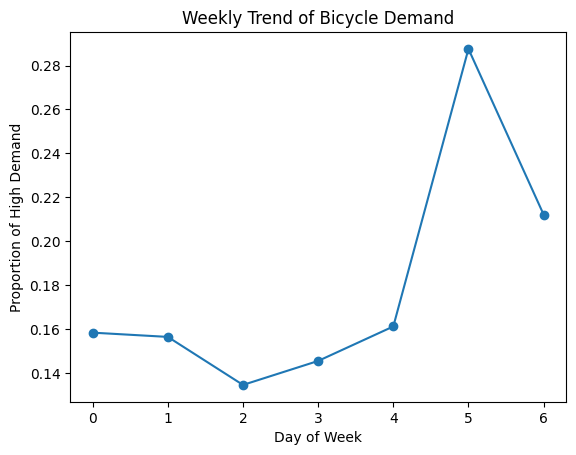 Weekly Trend of Bicycle Demand
Proportion of High Demand
0.28
0.26
0.24
0.22
0.20
0.18
0.16
0.14
0 1 2 3 4 5 6
Day of Week